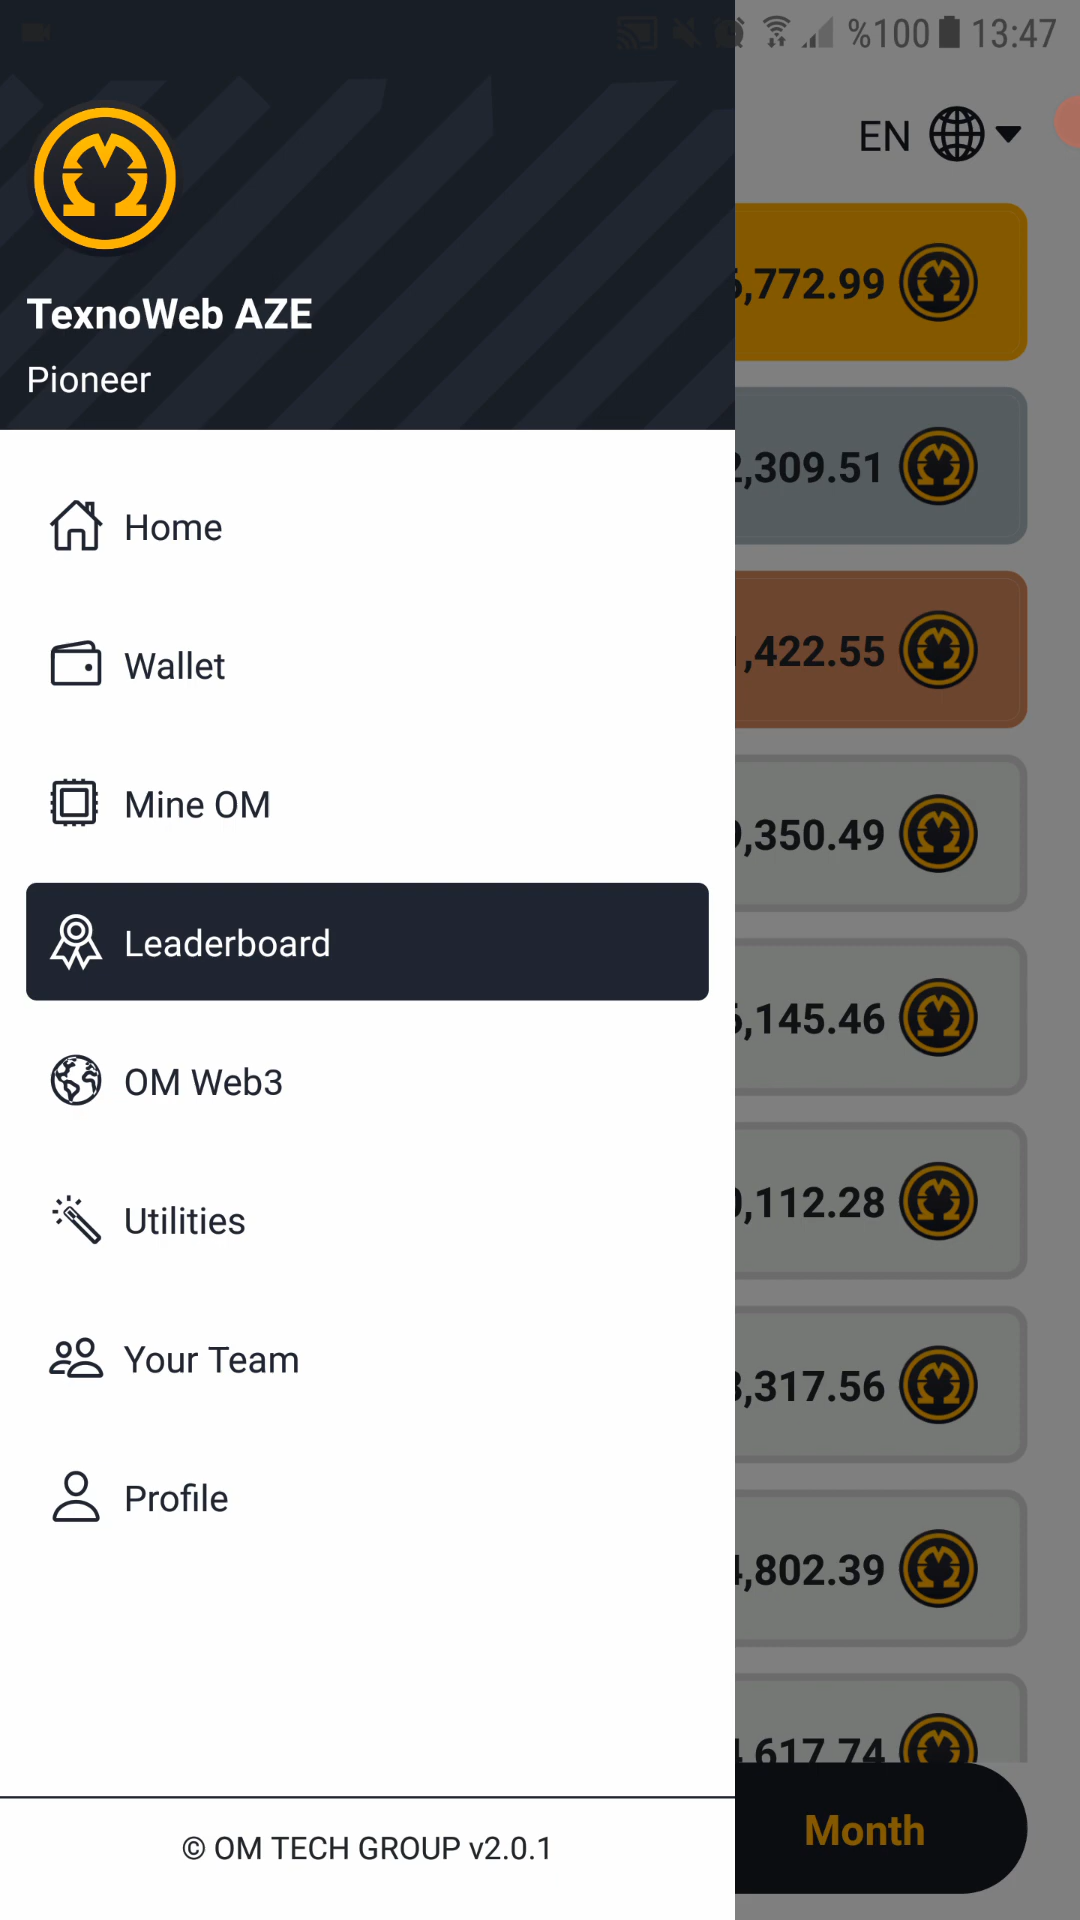 %100 13:47
EN
TexnoWeb AZE
Pioneer
Home
Wallet
Mine OM
Leaderboard
OM Web3
Utilities
Your Team
Profile
© OM TECH GROUP v2.0.1
,772.99
,309.51
,422.55
,350.49
,145.46
,112.28
,317.56
,802.39
617.74
Month